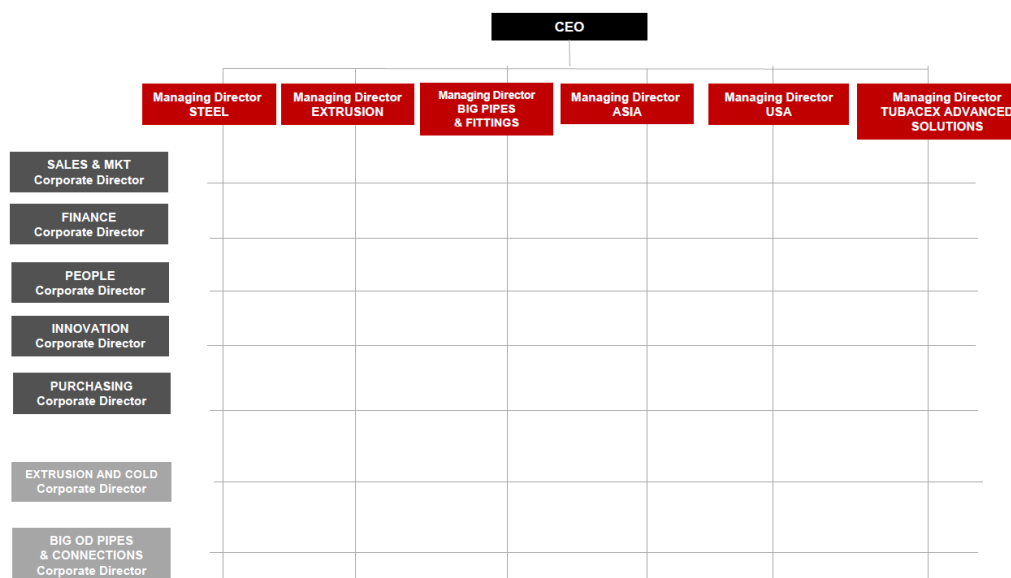 CEO
Managing Director
STEEL
Managing Director
EXTRUSION
Managing Director
BIG PIPES
& FITTINGS
Managing Director
ASIA
Managing Director
USA
Managing Director
TUBACEX ADVANCED
SOLUTIONS
SALES & MKT
Corporate Director
FINANCE
Corporate Director
PEOPLE
Corporate Director
INNOVATION
Corporate Director
PURCHASING
Corporate Director
EXTRUSION AND COLD
Corporate Director
BIG OD PIPES
& CONNECTIONS
Corporate Director